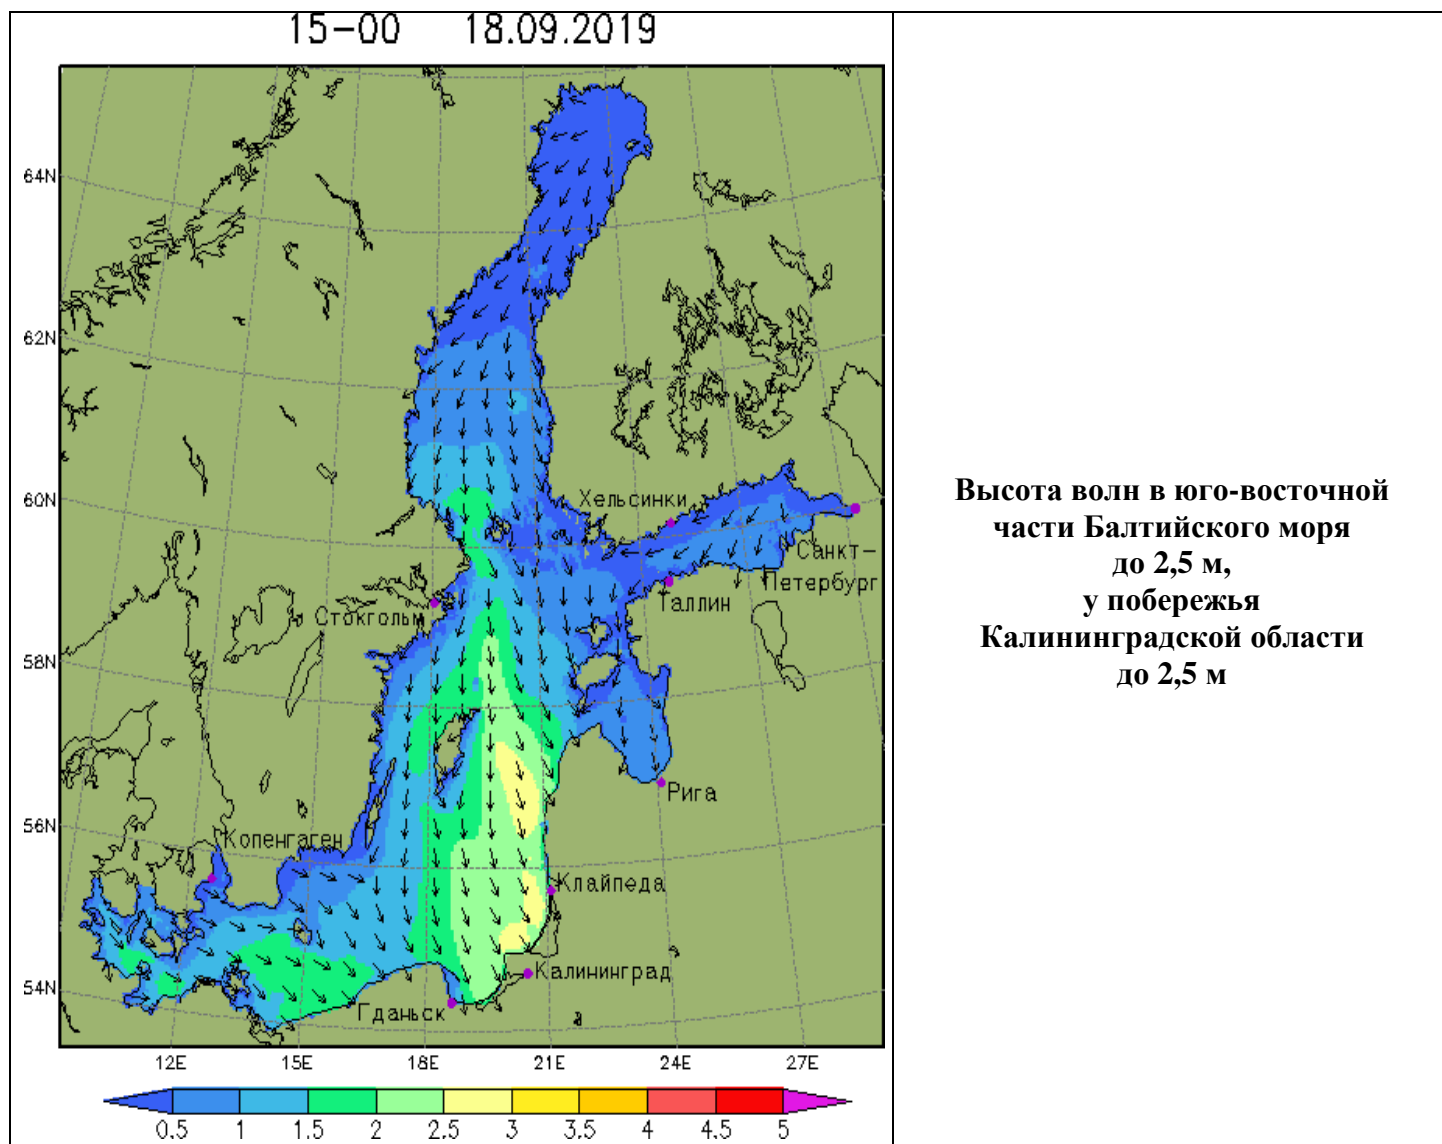 15-00 18.09.2019
64N
62N
60N
58N
56N
54N
Хельсинки
Санкт-
Петербург
Таллин
Стокгольм
Рига
Копенгаген
Клайпеда
Калининград
Гданьск
12E 15E 18E 21E 24E 27E
0.5 1 1.5 2 2.5 3 3.5 4 4.5 5
Высота волн в юго-восточной
части Балтийского моря
до 2,5 м,
у побережья
Калининградской области
до 2,5 м